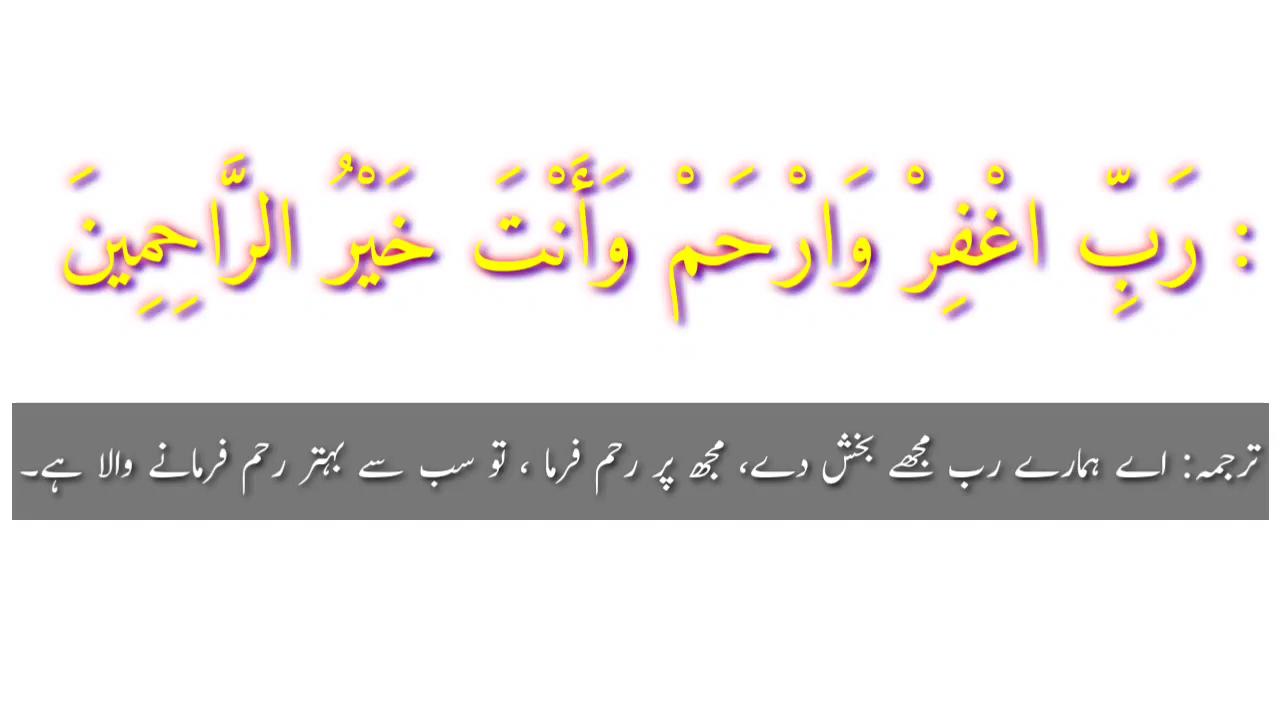 : رَبِّ اغْفِرْ وَارْحَمْ وَأَنْتَ خَيْرُ الرَّاحِمِينَ
ترجمہ: اے ہمارے رب مجھے بخش دے، مجھ پر رحم فرما ، تو سب سے بہتر رحم فرمانے والا ہے۔